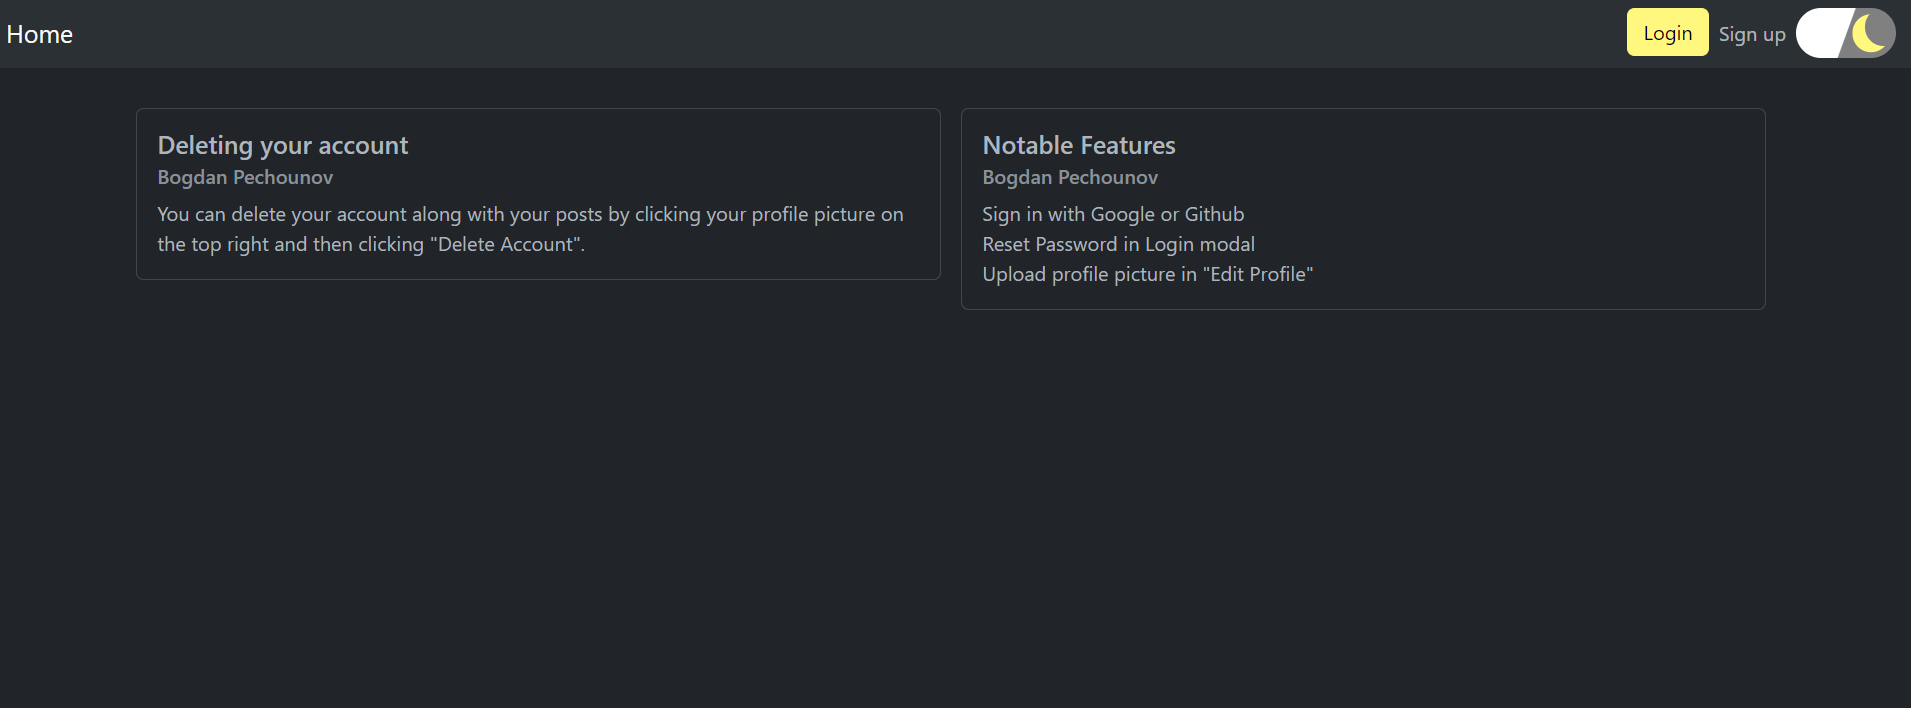 Home
Login
Sign up
Deleting your account
Bogdan Pechounov
You can delete your account along with your posts by clicking your profile picture on
the top right and then clicking "Delete Account".
Notable Features
Bogdan Pechounov
Sign in with Google or Github
Reset Password in Login modal
Upload profile picture in "Edit Profile"